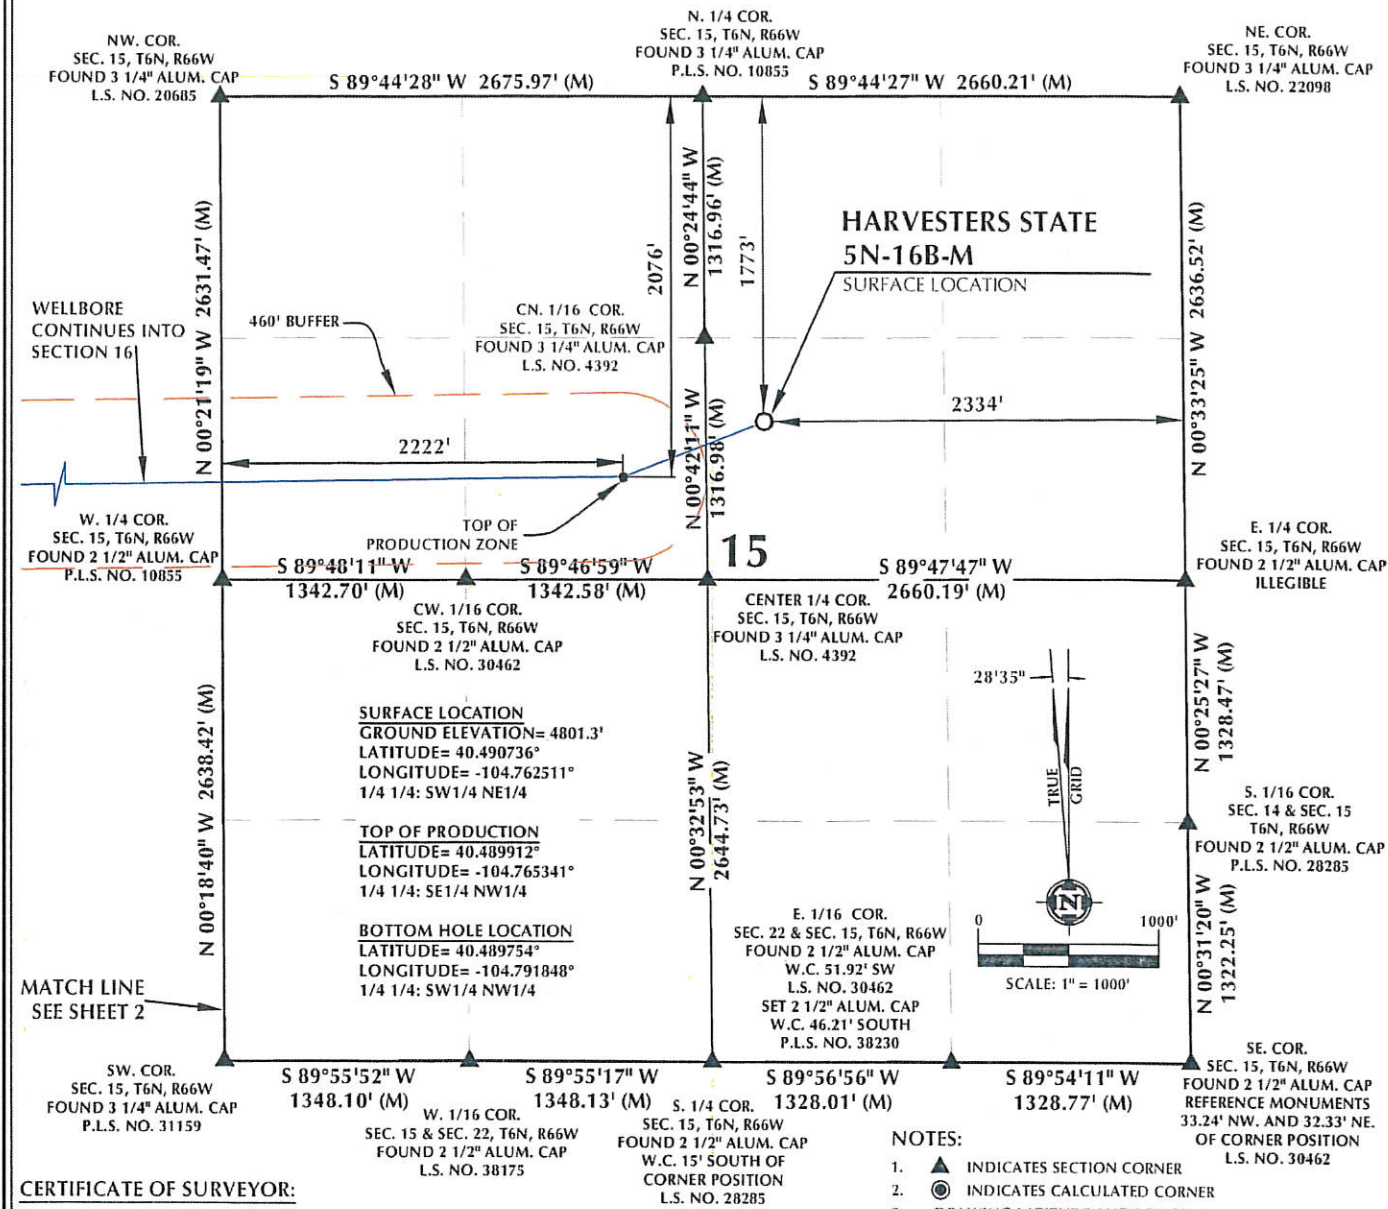 NW. COR.
SEC. 15, T6N, R66W
FOUND 3 1/4" ALUM. CAP
L.S. NO. 20685
N. 1/4 COR.
SEC. 15, T6N, R66W
FOUND 3 1/4" ALUM. CAP
P.L.S. NO. 10855
NE. COR.
SEC. 15, T6N, R66W
FOUND 3 1/4" ALUM. CAP
L.S. NO. 22098
S 89°44'28" W 2675.97' (M)
S 89°44'27" W 2660.21' (M)
N 00°21'19" W 2631.47' (M)
2076'
N 00°24'44" W
1316.96' (M)
1773'
HARVESTERS STATE
5N-16B-M
SURFACE LOCATION
N 00°33'25" W 2636.52' (M)
WELLBORE
CONTINUES INTO
SECTION 16
460' BUFFER
CN. 1/16 COR.
SEC. 15, T6N, R66W
FOUND 3 1/4" ALUM. CAP
L.S. NO. 4392
2334'
2222'
N 00°42'11" W
1316.98' (M)
TOP OF
PRODUCTION ZONE
W. 1/4 COR.
SEC. 15, T6N, R66W
FOUND 2 1/2" ALUM. CAP
P.L.S. NO. 10855
15
E. 1/4 COR.
SEC. 15, T6N, R66W
FOUND 2 1/2" ALUM. CAP
ILLEGIBLE
S 89°48'11" W
1342.70' (M)
S 89°46'59" W
1342.58' (M)
S 89°47'47" W
2660.19' (M)
CW. 1/16 COR.
SEC. 15, T6N, R66W
FOUND 2 1/2" ALUM. CAP
L.S. NO. 30462
CENTER 1/4 COR.
SEC. 15, T6N, R66W
FOUND 3 1/4" ALUM. CAP
L.S. NO. 4392
N 00°18'40" W 2638.42' (M)
SURFACE LOCATION
GROUND ELEVATION= 4801.3'
LATITUDE= 40.490736°
LONGITUDE= -104.762511°
1/4 1/4: SW1/4 NE1/4
TOP OF PRODUCTION
LATITUDE= 40.489912°
LONGITUDE= -104.765341°
1/4 1/4: SE1/4 NW1/4
BOTTOM HOLE LOCATION
LATITUDE= 40.489754°
LONGITUDE= -104.791848°
1/4 1/4: SW1/4 NW1/4
N 00°32'53" W
2644.73' (M)
28'35"
TRUE
GRID
N
0 1000'
SCALE: 1" = 1000'
N 00°25'27" W
1328.47' (M)
S. 1/16 COR.
SEC. 14 & SEC. 15
T6N, R66W
FOUND 2 1/2" ALUM. CAP
P.L.S. NO. 28285
N 00°31'20" W
1322.25' (M)
E. 1/16 COR.
SEC. 22 & SEC. 15, T6N, R66W
FOUND 2 1/2" ALUM. CAP
W.C. 51.92' SW
L.S. NO. 30462
SET 2 1/2" ALUM. CAP
W.C. 46.21' SOUTH
P.L.S. NO. 38230
MATCH LINE
SEE SHEET 2
SW. COR.
SEC. 15, T6N, R66W
FOUND 3 1/4" ALUM. CAP
P.L.S. NO. 31159
S 89°55'52" W
1348.10' (M)
S 89°55'17" W
1348.13' (M)
S 89°56'56" W
1328.01' (M)
S 89°54'11" W
1328.77' (M)
W. 1/16 COR.
SEC. 15 & SEC. 22, T6N, R66W
FOUND 2 1/2" ALUM. CAP
L.S. NO. 38175
S. 1/4 COR.
SEC. 15, T6N, R66W
FOUND 2 1/2" ALUM. CAP
W.C. 15' SOUTH OF
CORNER POSITION
L.S. NO. 28285
SE. COR.
SEC. 15, T6N, R66W
FOUND 2 1/2" ALUM. CAP
REFERENCE MONUMENTS
33.24' NW. AND 32.33' NE.
OF CORNER POSITION
L.S. NO. 30462
NOTES:
1. INDICATES SECTION CORNER
2. INDICATES CALCULATED CORNER
CERTIFICATE OF SURVEYOR: